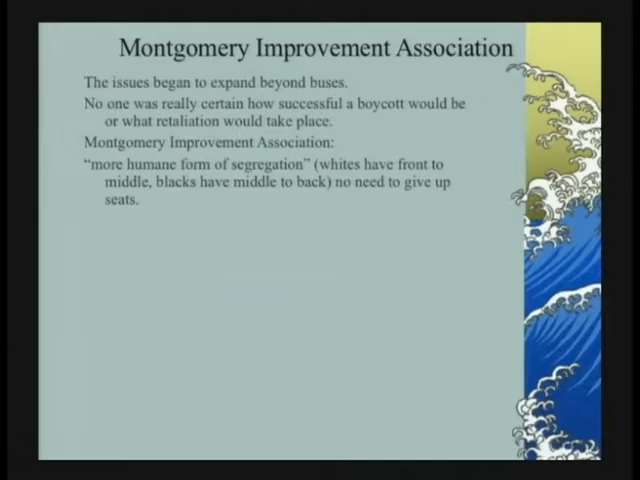 Montgomery Improvement Association
The issues began to expand beyond buses.
No one was really certain how successful a boycott would be
or what retaliation would take place.
Montgomery Improvement Association:
“more humane form of segregation” (whites have front to
middle, blacks have middle to back) no need to give up
seats.